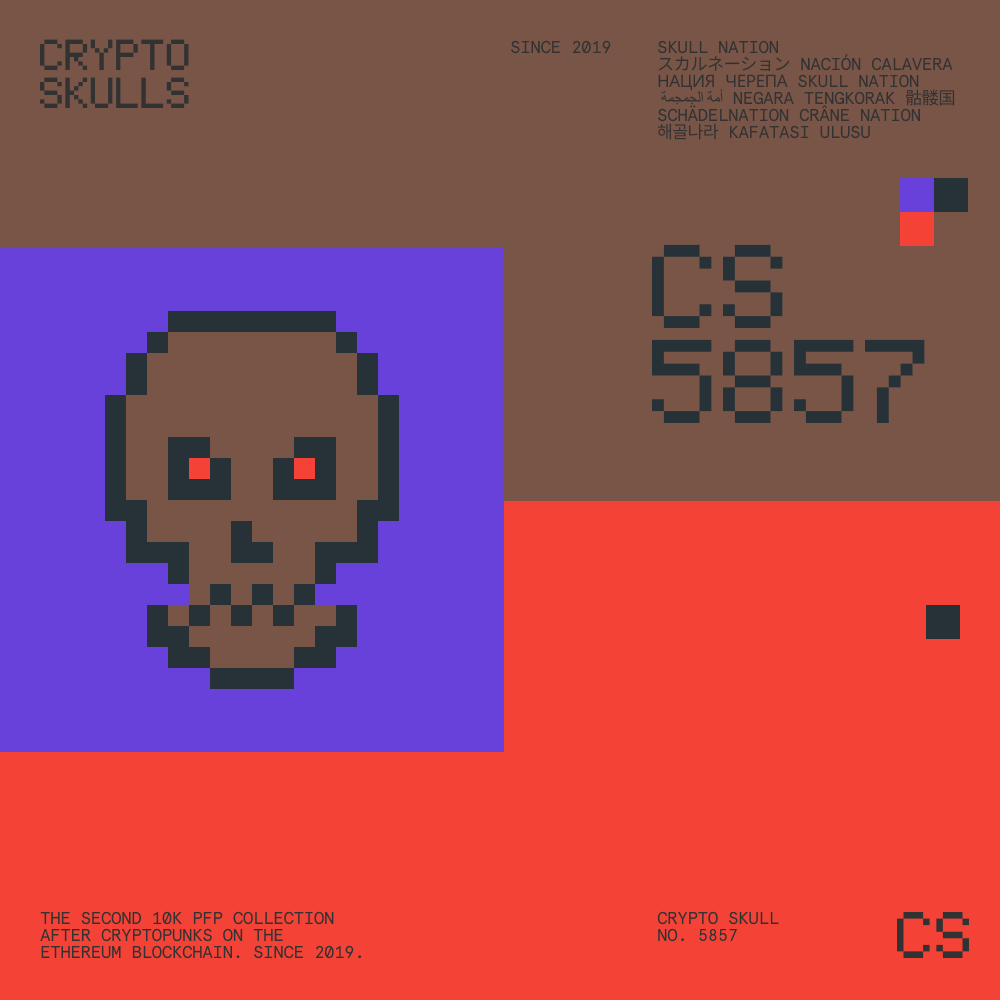 CRYPTO
SKULLS
SINCE 2019
SKULL NATION
スカルネーション NACIÓN CALAVERA
НАЦИЯ ЧЕРЕПА SKULL NATION
أمة الجمجمة NEGARA TENGKORAK 骷髅国
SCHÄDELNATION CRÂNE NATION
해골나라 KAFATASI ULUSU
CS
5857
THE SECOND 10K PFP COLLECTION
AFTER CRYPTOPUNKS ON THE
ETHEREUM BLOCKCHAIN. SINCE 2019.
CRYPTO SKULL
NO. 5857
CS